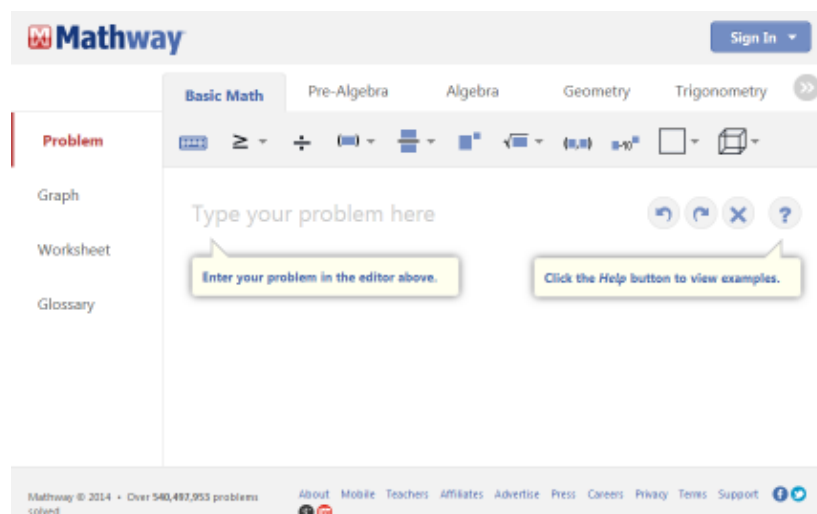 Mathway
Sign In
Basic Math Pre-Algebra Algebra Geometry Trigonometry
Problem
Graph
Worksheet
Glossary
Type your problem here
Enter your problem in the editor above.
Click the Help button to view examples.
Mathway © 2014 • Over 540,497,953 problems
solved
About Mobile Teachers Affiliates Advertise Press Careers Privacy Terms Support